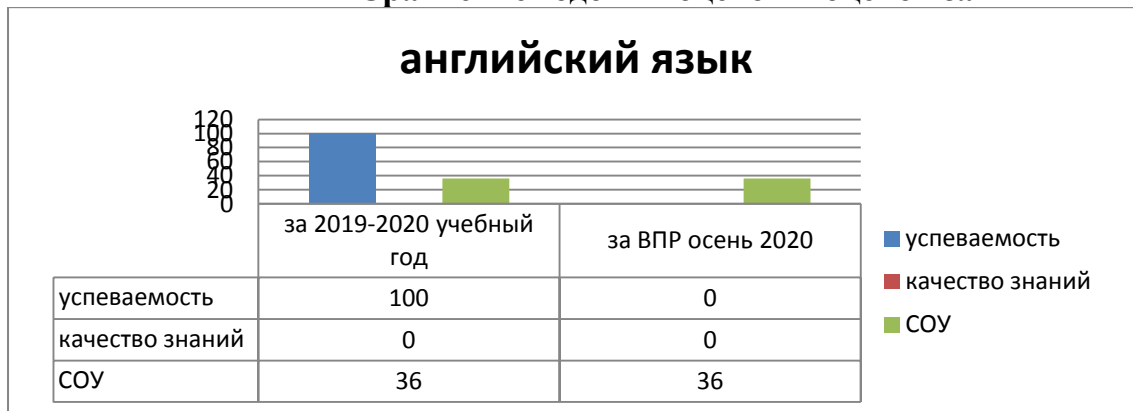 английский язык
120
100
80
60
40
20
0
за 2019-2020 учебный год
за ВПР осень 2020
успеваемость 100 0
качество знаний 0 0
СОУ 36 36
успеваемость
качество знаний
СОУ